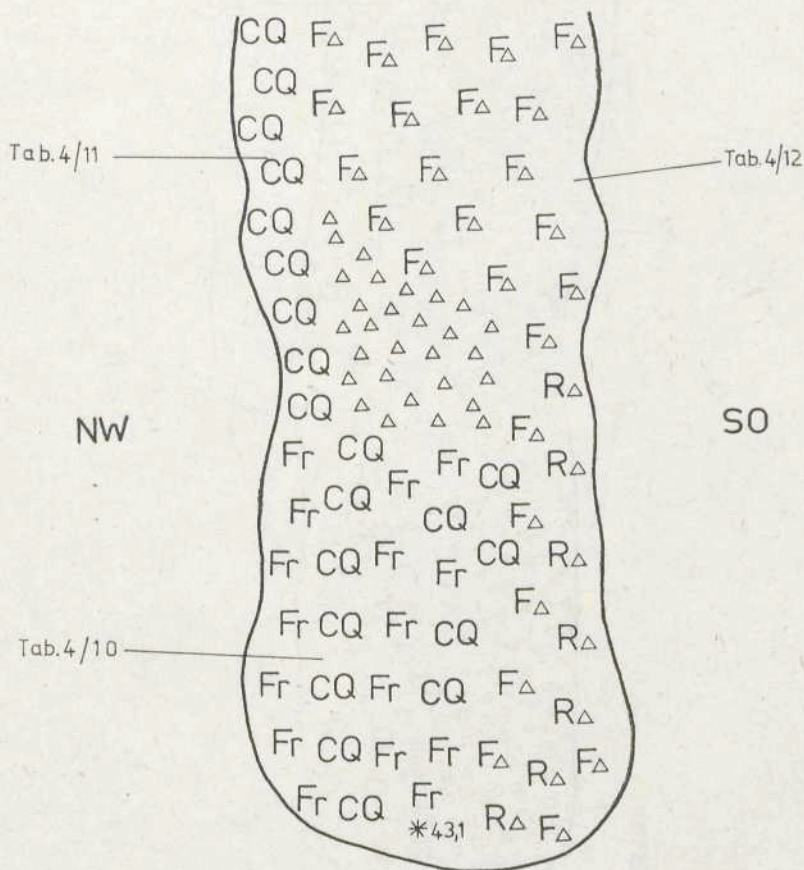 CQ F△ F△ F△ F△ F△
CQ F△ F△ F△ F△
CQ
Tab.4/11 CQ F△ F△ F△ Tab.4/12
CQ F△ F△ F△
CQ F△ F△ F△
CQ F△
CQ R△
CQ F△
NW SO
Fr CQ Fr CQ R△
Fr CQ Fr CQ F△
Fr CQ Fr Fr CQ R△
F△
Fr CQ Fr CQ R△
Tab.4/10
Fr CQ Fr CQ F△ R△
Fr CQ Fr Fr F△ R△ F△
Fr CQ Fr R△ F△
*43,1